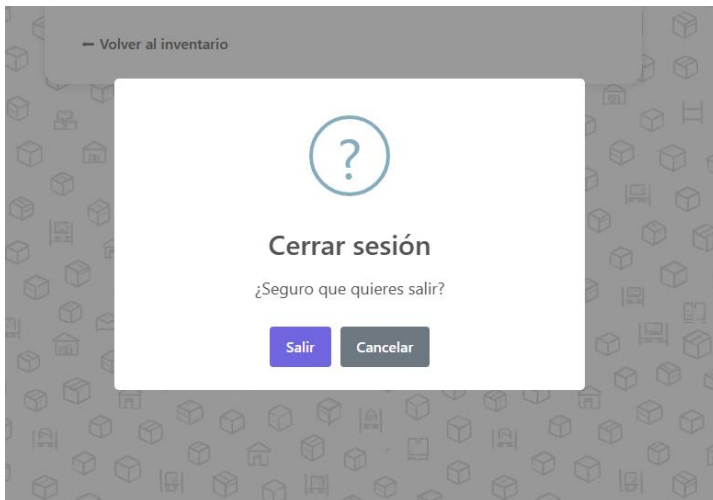 ← Volver al inventario
?
Cerrar sesión
¿Seguro que quieres salir?
Salir
Cancelar